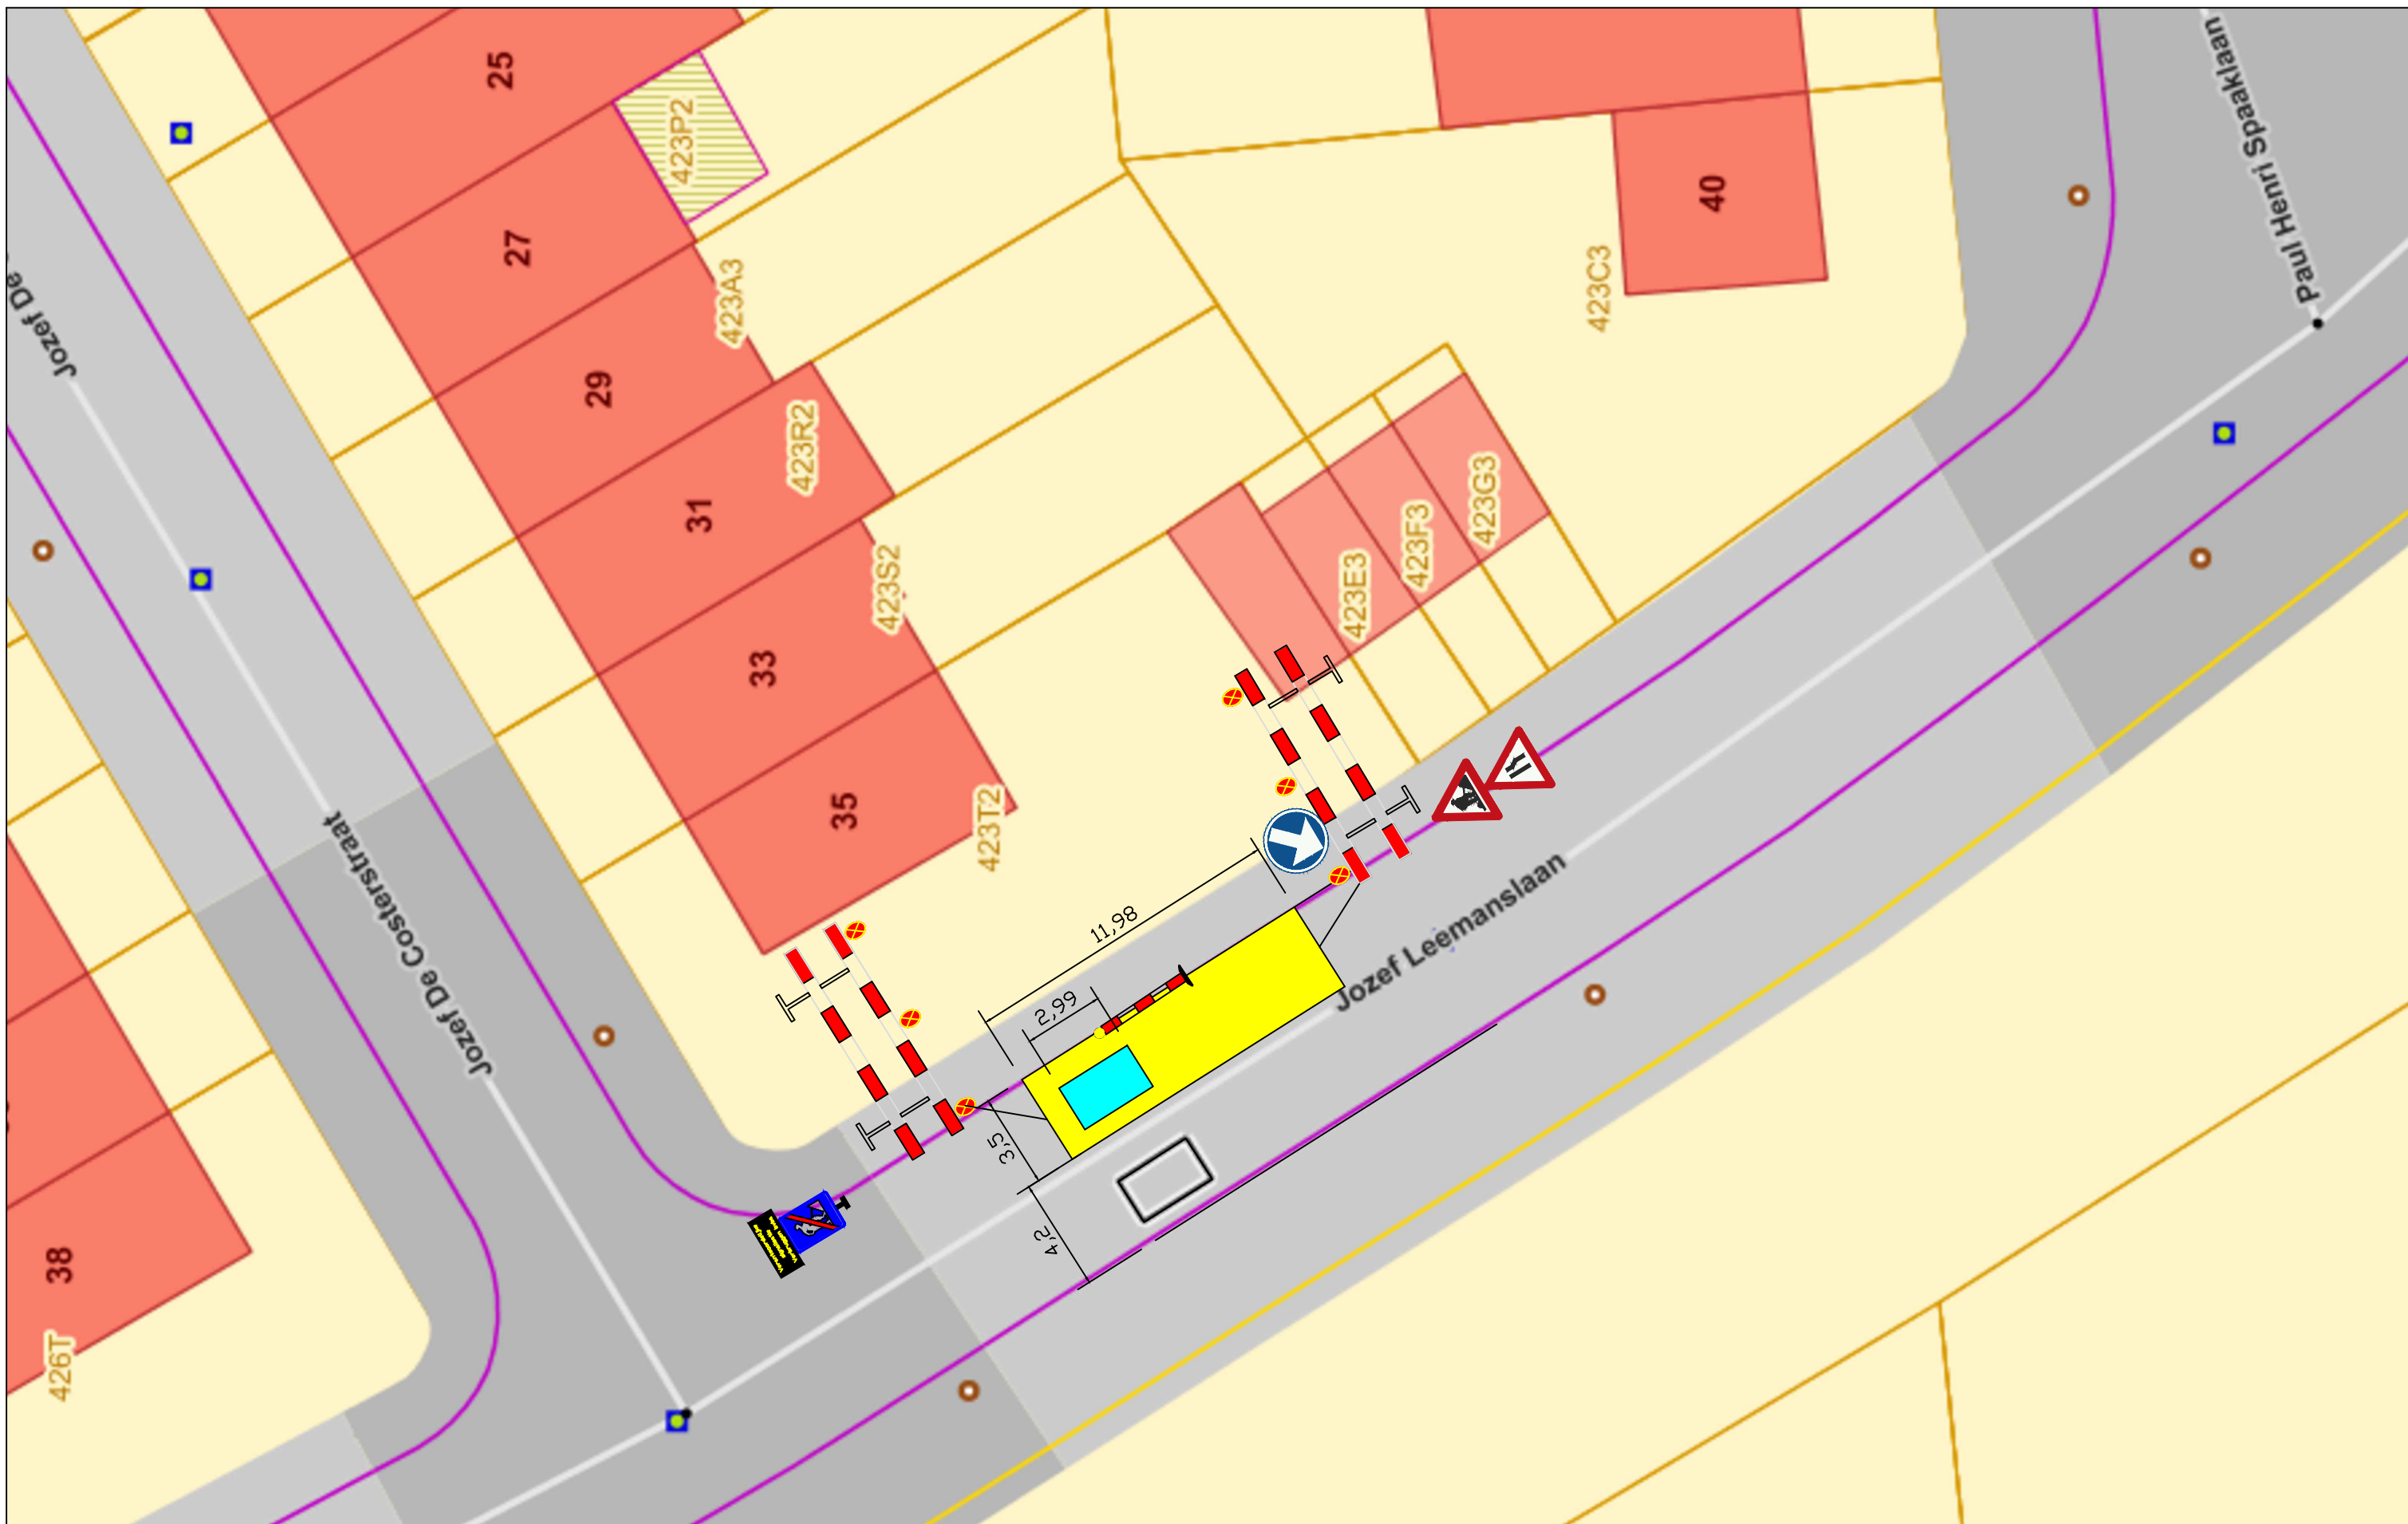 25
423P2
27
423A3
29
423R2
31
423S2
33
35
423T2
40
423C3
423G3
423F3
423E3
Paul Henri Spaaklaan
Jozef De
Jozef De Costerstraat
Jozef Leemanslaan
11,98
2,99
3,5
4,2
38
426T